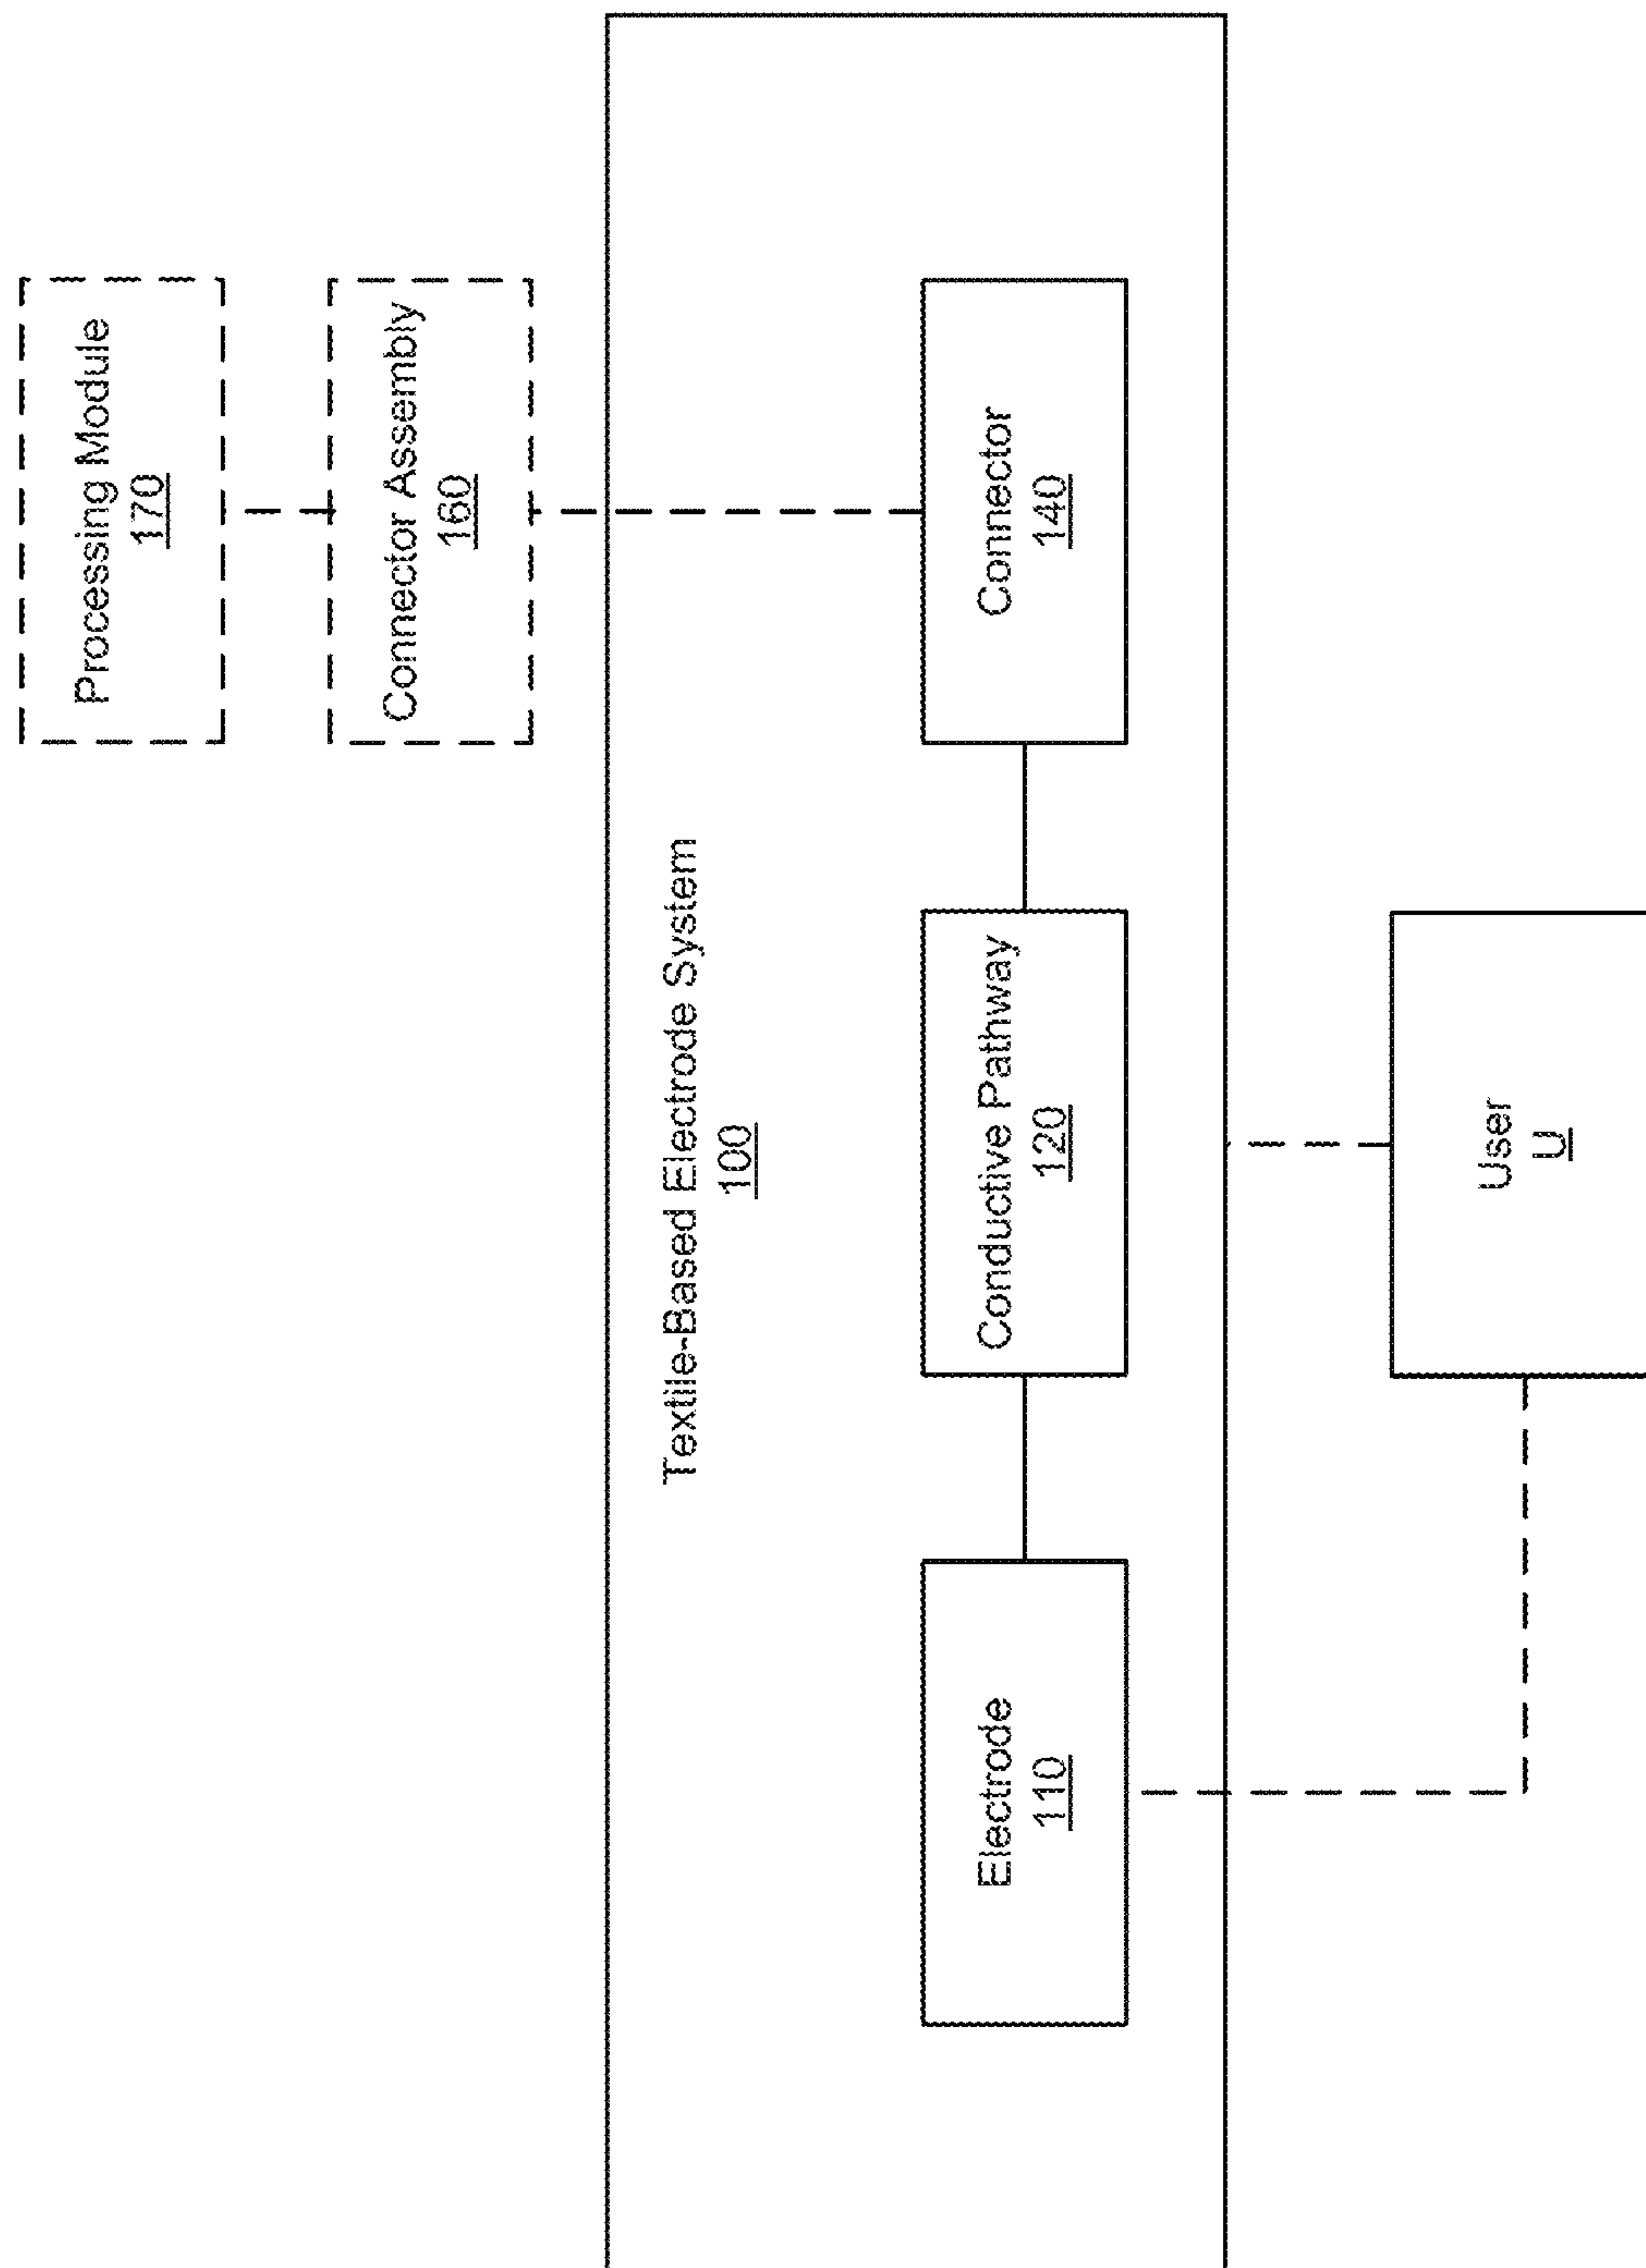 Processing Module
170
Connector Assembly
160
Textile-Based Electrode System
100
Electrode
110
Conductive Pathway
120
Connector
140
User
U